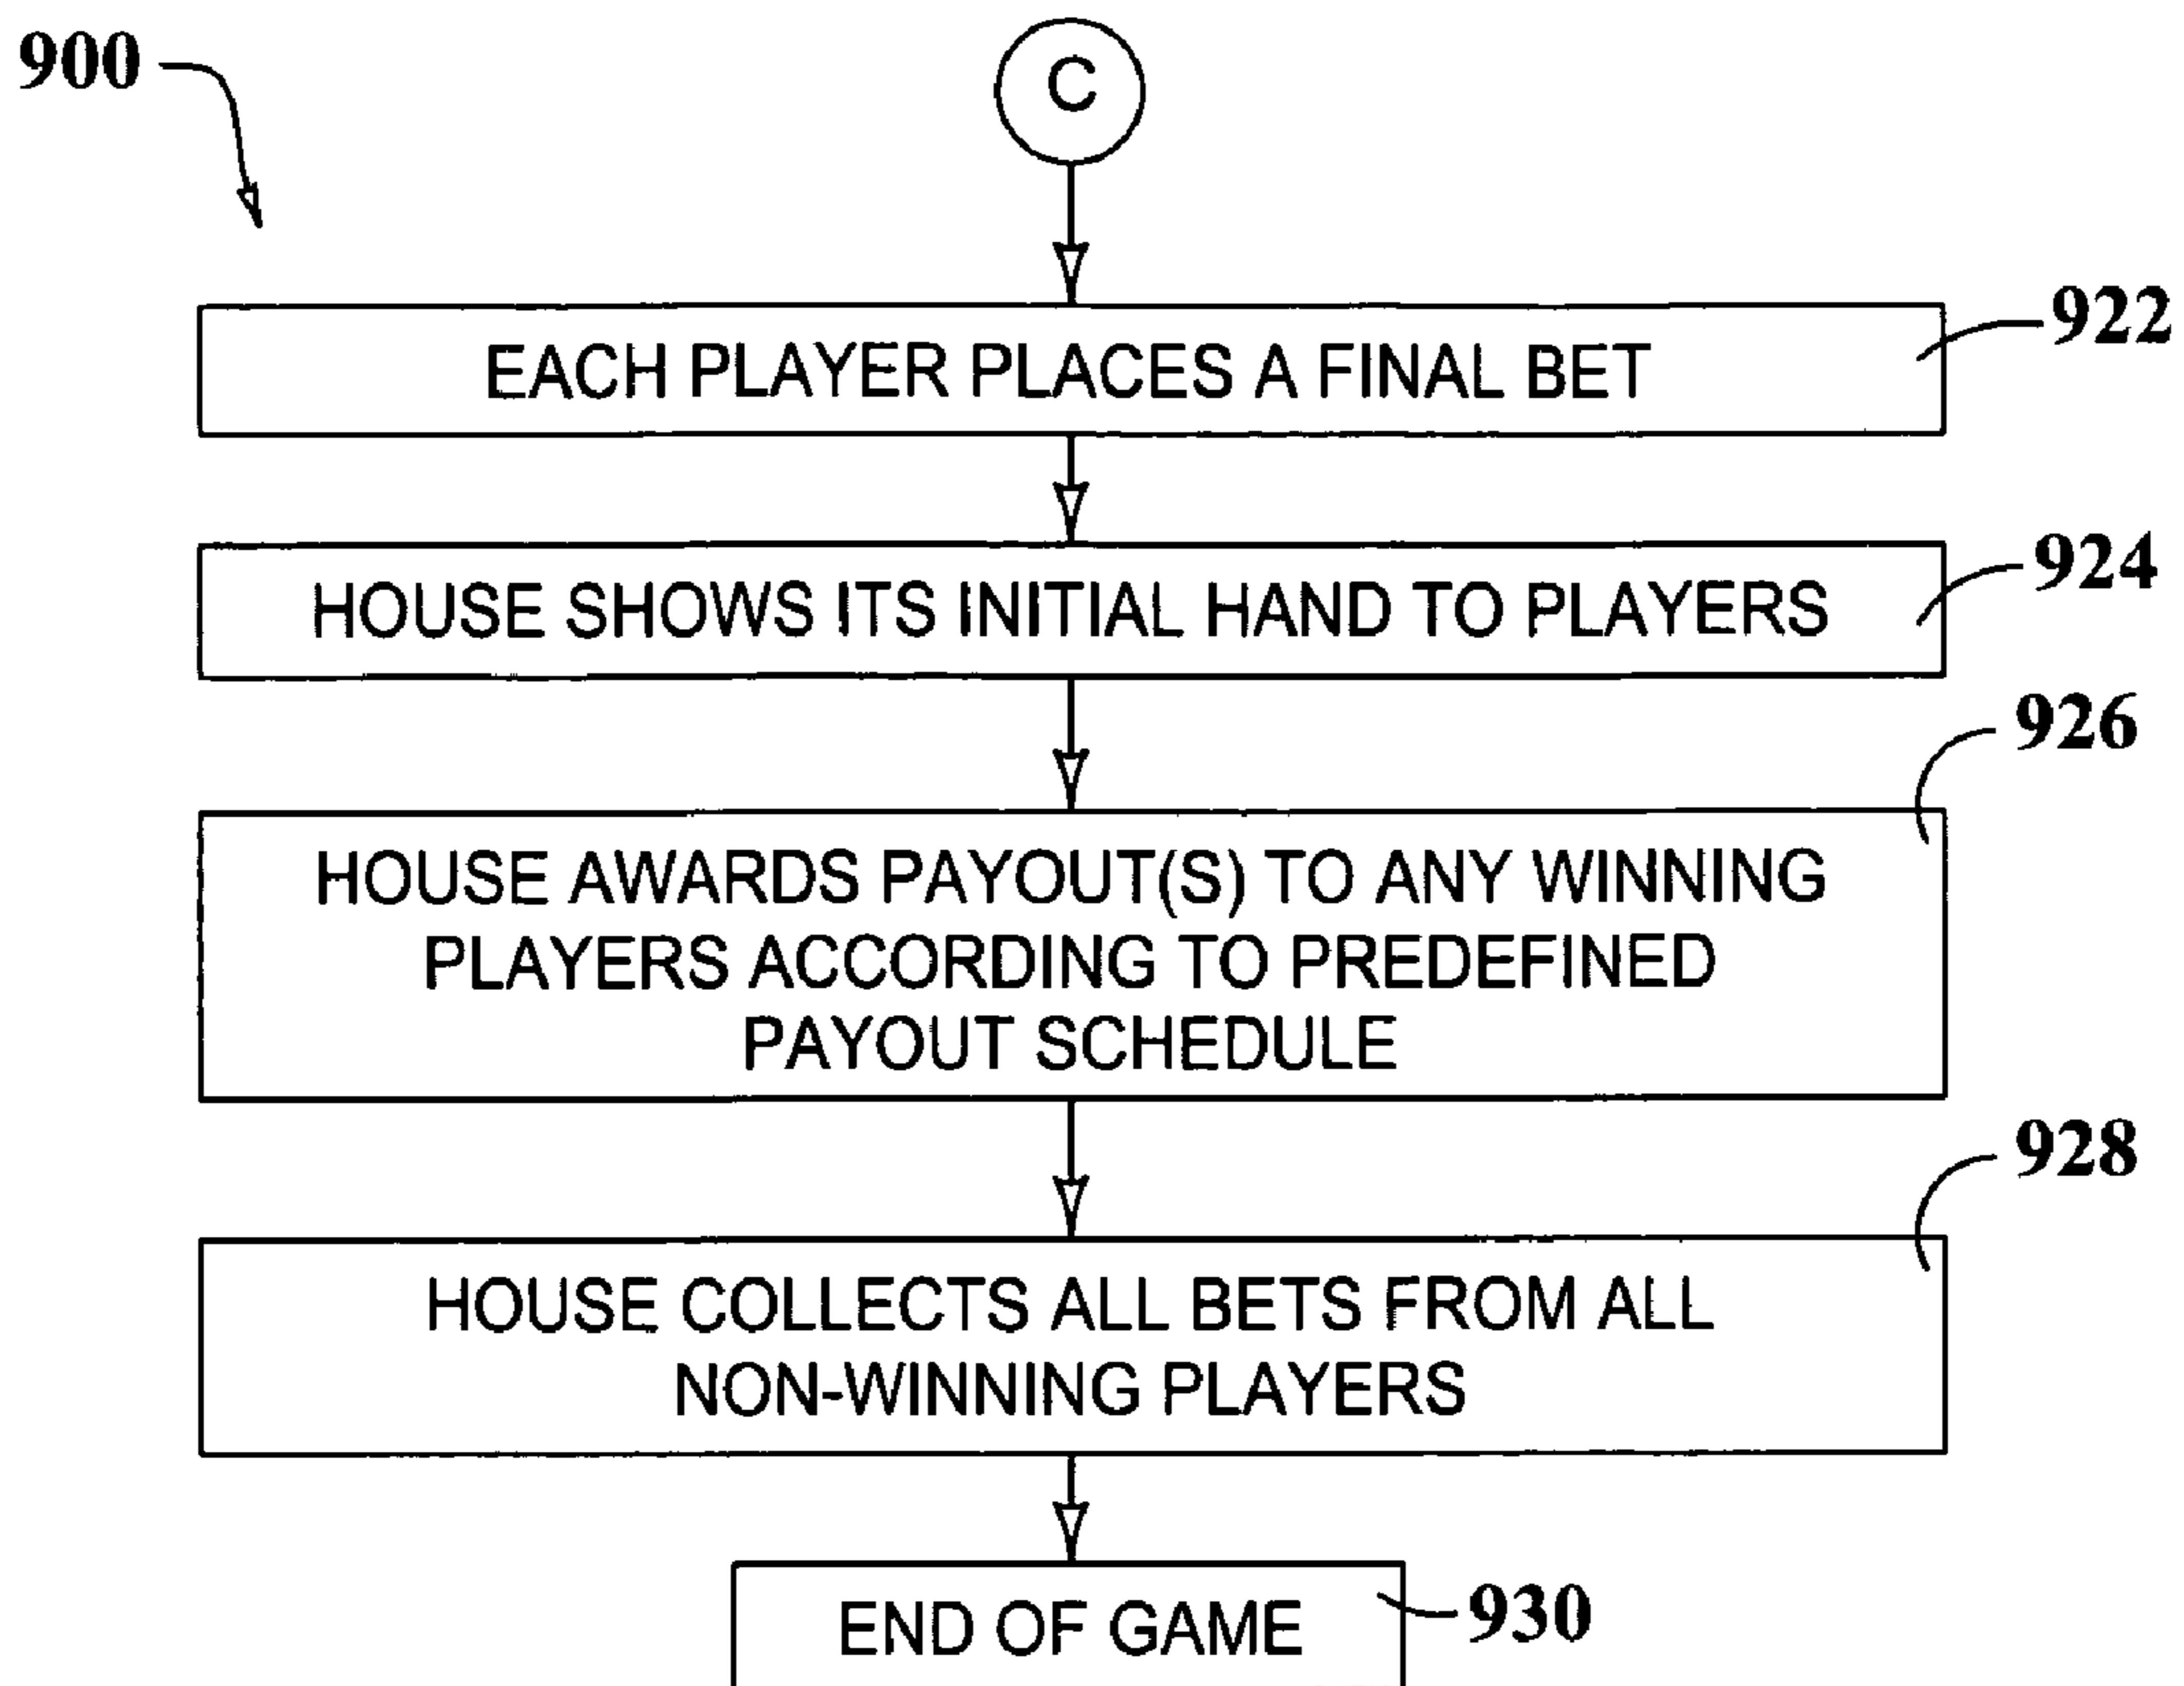 900
C
EACH PLAYER PLACES A FINAL BET
922
HOUSE SHOWS ITS INITIAL HAND TO PLAYERS
924
926
HOUSE AWARDS PAYOUT(S) TO ANY WINNING
PLAYERS ACCORDING TO PREDEFINED
PAYOUT SCHEDULE
928
HOUSE COLLECTS ALL BETS FROM ALL
NON-WINNING PLAYERS
END OF GAME
930